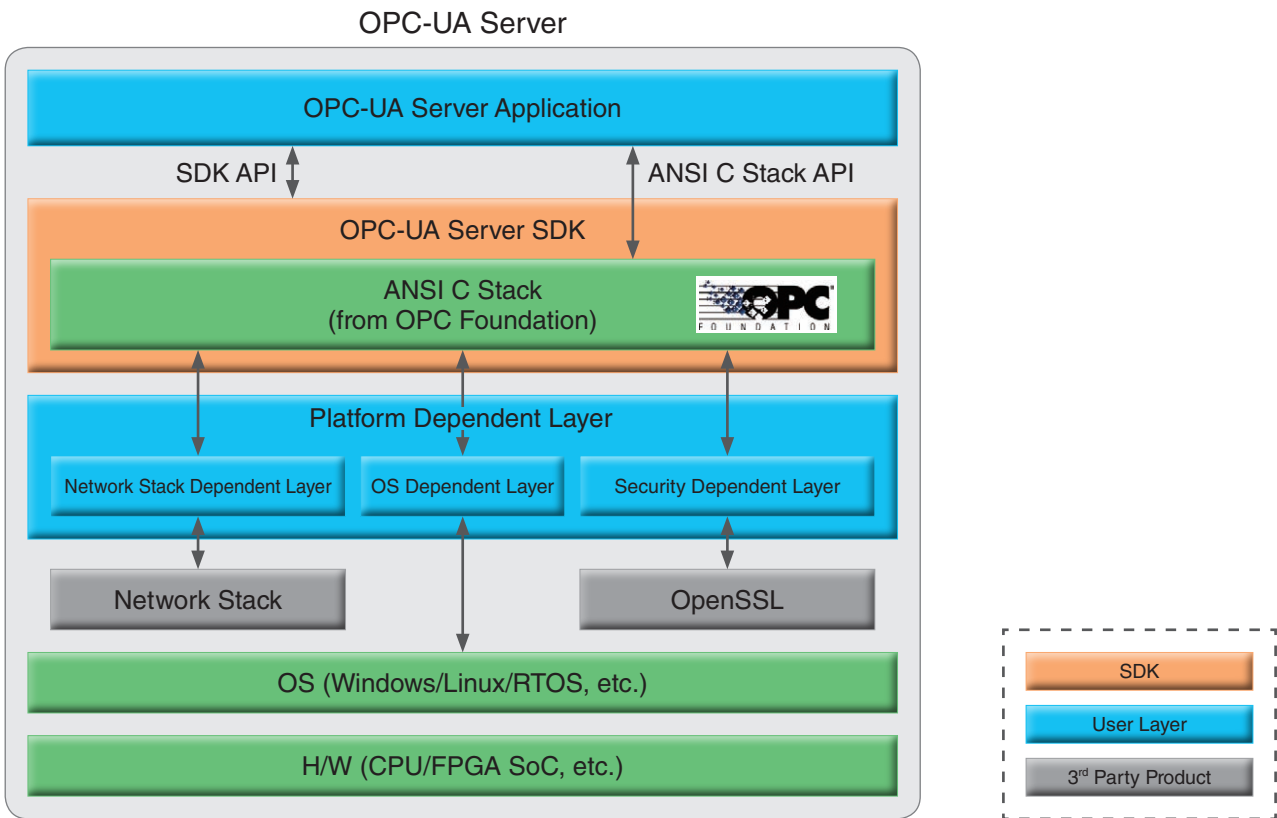 OPC-UA Server
OPC-UA Server Application
SDK API
ANSI C Stack API
OPC-UA Server SDK
ANSI C Stack
(from OPC Foundation)
OPC
FOUNDATION
Platform Dependent Layer
Network Stack Dependent Layer
OS Dependent Layer
Security Dependent Layer
Network Stack
OpenSSL
OS (Windows/Linux/RTOS, etc.)
H/W (CPU/FPGA SoC, etc.)
SDK
User Layer
3rd Party Product